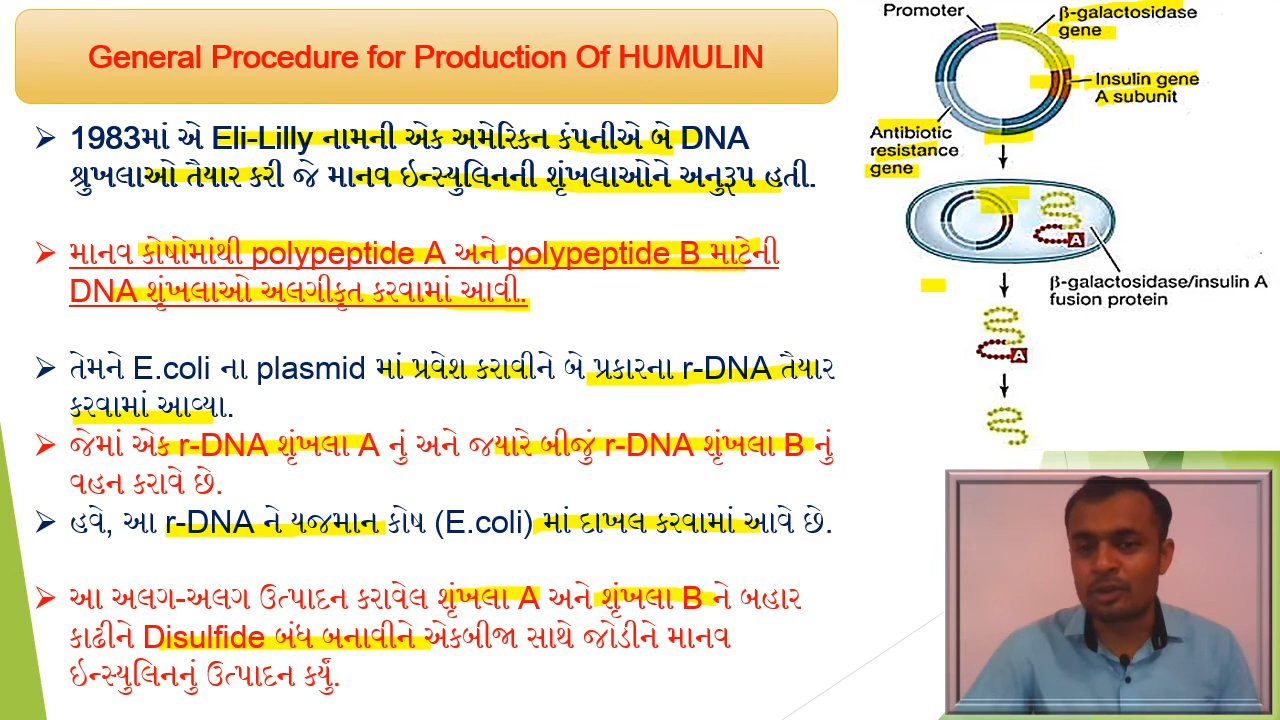 General Procedure for Production Of HUMULIN
➢ 1983માં એ Eli-Lilly નામની એક અમેરિકન કંપનીએ બે DNA
શ્રુખલાઓ તૈયાર કરી જે માનવ ઇન્સ્યુલિનની શૃંખલાઓને અનુરૂપ હતી.
➢ માનવ કોષોમાંથી polypeptide A અને polypeptide B માટેની
DNA શૃંખલાઓ અલગીકૃત કરવામાં આવી.
➢ તેમને E.coli ના plasmid માં પ્રવેશ કરાવીને બે પ્રકારના r-DNA તૈયાર
કરવામાં આવ્યા.
➢ જેમાં એક r-DNA શૃંખલા A નું અને જયારે બીજું r-DNA શૃંખલા B નું
વહન કરાવે છે.
➢ હવે, આ r-DNA ને યજમાન કોષ (E.coli) માં દાખલ કરવામાં આવે છે.
➢ આ અલગ-અલગ ઉત્પાદન કરાવેલ શૃંખલા A અને શૃંખલા B ને બહાર
કાઢીને Disulfide બંધ બનાવીને એકબીજા સાથે જોડીને માનવ
ઇન્સ્યુલિનનું ઉત્પાદન કર્યું.
Promoter
β-galactosidase
gene
Insulin gene
A subunit
Antibiotic
resistance
gene
A
β-galactosidase/insulin A
fusion protein
A